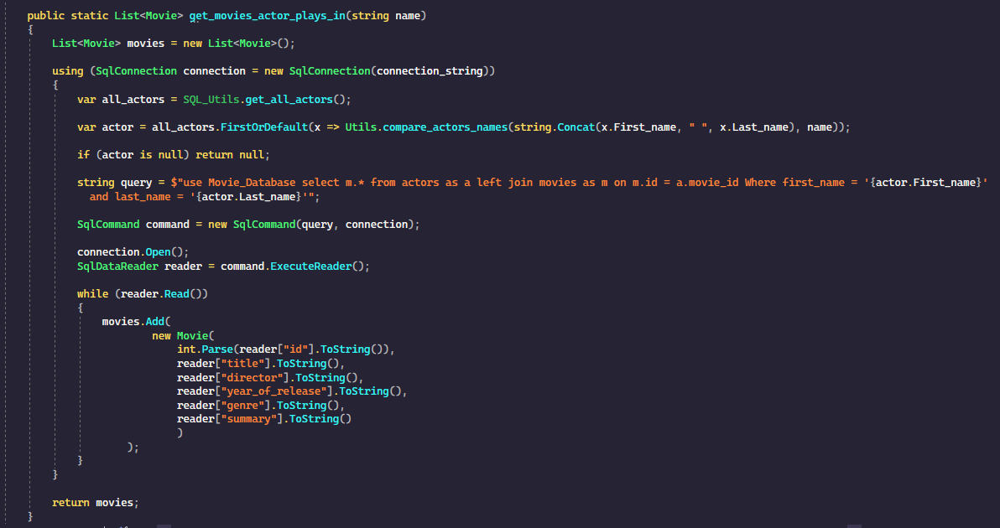 public static List<Movie> get_movies_actor_plays_in(string name)
{
List<Movie> movies = new List<Movie>();
using (SqlConnection connection = new SqlConnection(connection_string))
{
var all_actors = SQL_Utils.get_all_actors();
var actor = all_actors.FirstOrDefault(x => Utils.compare_actors_names(string.Concat(x.First_name, " ", x.Last_name), name));
if (actor is null) return null;
string query = $"use Movie_Database select m.* from actors as a left join movies as m on m.id = a.movie_id Where first_name = '{actor.First_name}'
and last_name = '{actor.Last_name}'";
SqlCommand command = new SqlCommand(query, connection);
connection.Open();
SqlDataReader reader = command.ExecuteReader();
while (reader.Read())
{
movies.Add(
new Movie(
int.Parse(reader["id"].ToString()),
reader["title"].ToString(),
reader["director"].ToString(),
reader["year_of_release"].ToString(),
reader["genre"].ToString(),
reader["summary"].ToString()
)
);
}
}
return movies;
}